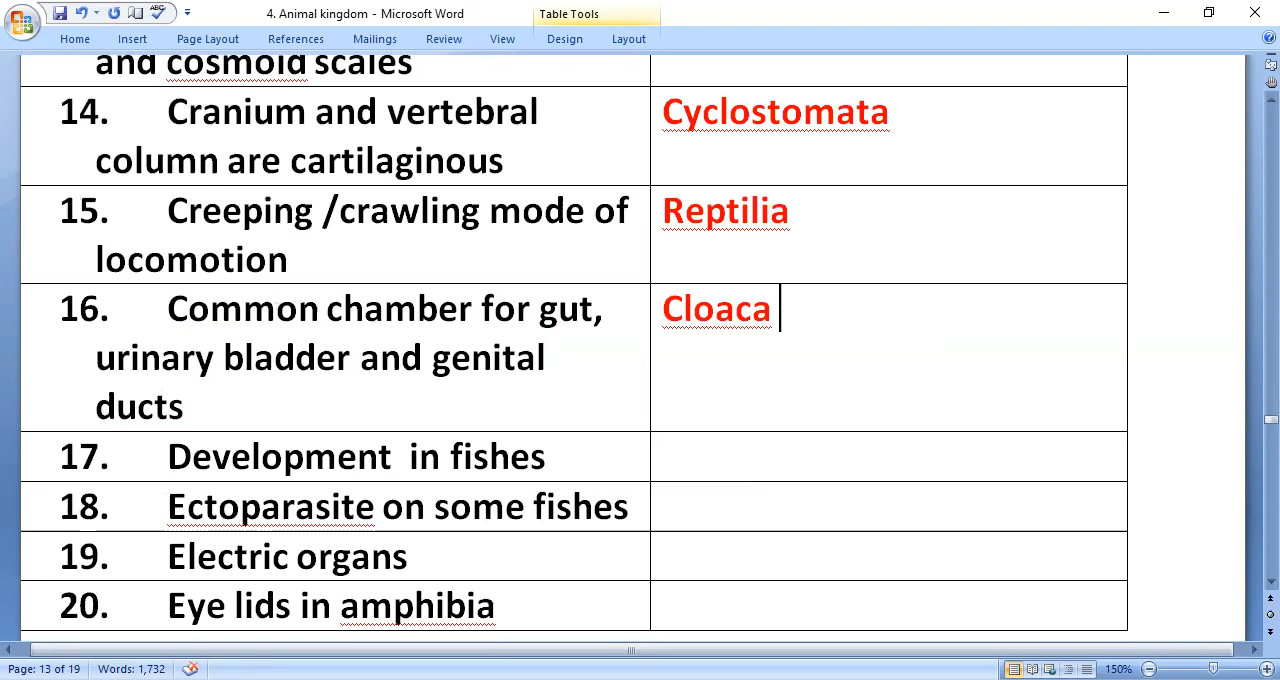 4. Animal kingdom - Microsoft Word
Table Tools
Home Insert Page Layout References Mailings Review View Design Layout
and cosmoid scales
14. Cranium and vertebral
column are cartilaginous
Cyclostomata
15. Creeping /crawling mode of
locomotion
Reptilia
16. Common chamber for gut,
urinary bladder and genital
ducts
Cloaca
17. Development in fishes
18. Ectoparasite on some fishes
19. Electric organs
20. Eye lids in amphibia
Page: 13 of 19 Words: 1,732 150%